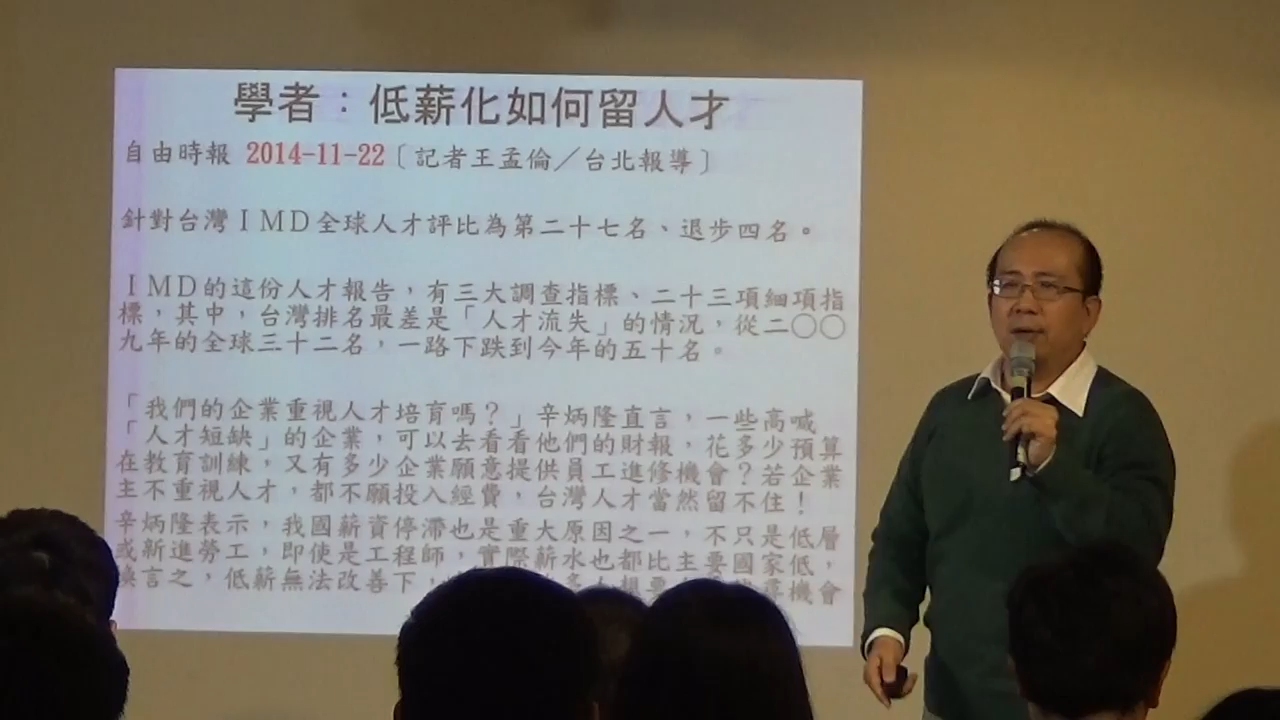 學者：低薪化如何留人才
自由時報 2014-11-22〔記者王孟倫／台北報導〕
針對台灣ＩＭＤ全球人才評比為第二十七名、退步四名。
ＩＭＤ的這份人才報告，有三大調查指標、二十三項細項指
標，其中，台灣排名最差是「人才流失」的情況，從二〇〇
九年的全球三十二名，一路下跌到今年的五十名。
「我們的企業重視人才培育嗎？」辛炳隆直言，一些高喊
「人才短缺」的企業，可以去看看他們的財報，花多少預算
在教育訓練，又有多少企業願意提供員工進修機會？若企業
主不重視人才，都不願投入經費，台灣人才當然留不住！
辛炳隆表示，我國薪資停滯也是重大原因之一，不只是低層
或新進勞工，即使是工程師，實際薪水也都比主要國家低，
換言之，低薪無法改善下，多人想要尋機會